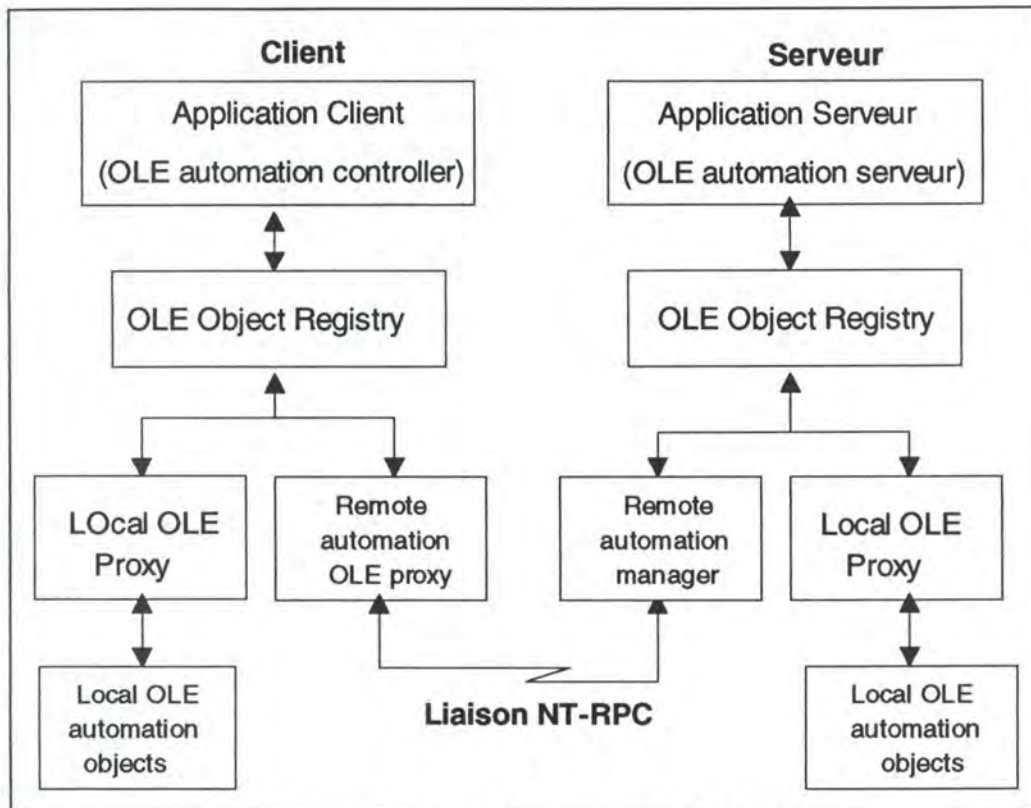 Client
Serveur
Application Client
(OLE automation controller)
Application Serveur
(OLE automation serveur)
OLE Object Registry
OLE Object Registry
LOcal OLE
Proxy
Remote
automation
OLE proxy
Remote
automation
manager
Local OLE
Proxy
Liaison NT-RPC
Local OLE
automation
objects
Local OLE
automation
objects